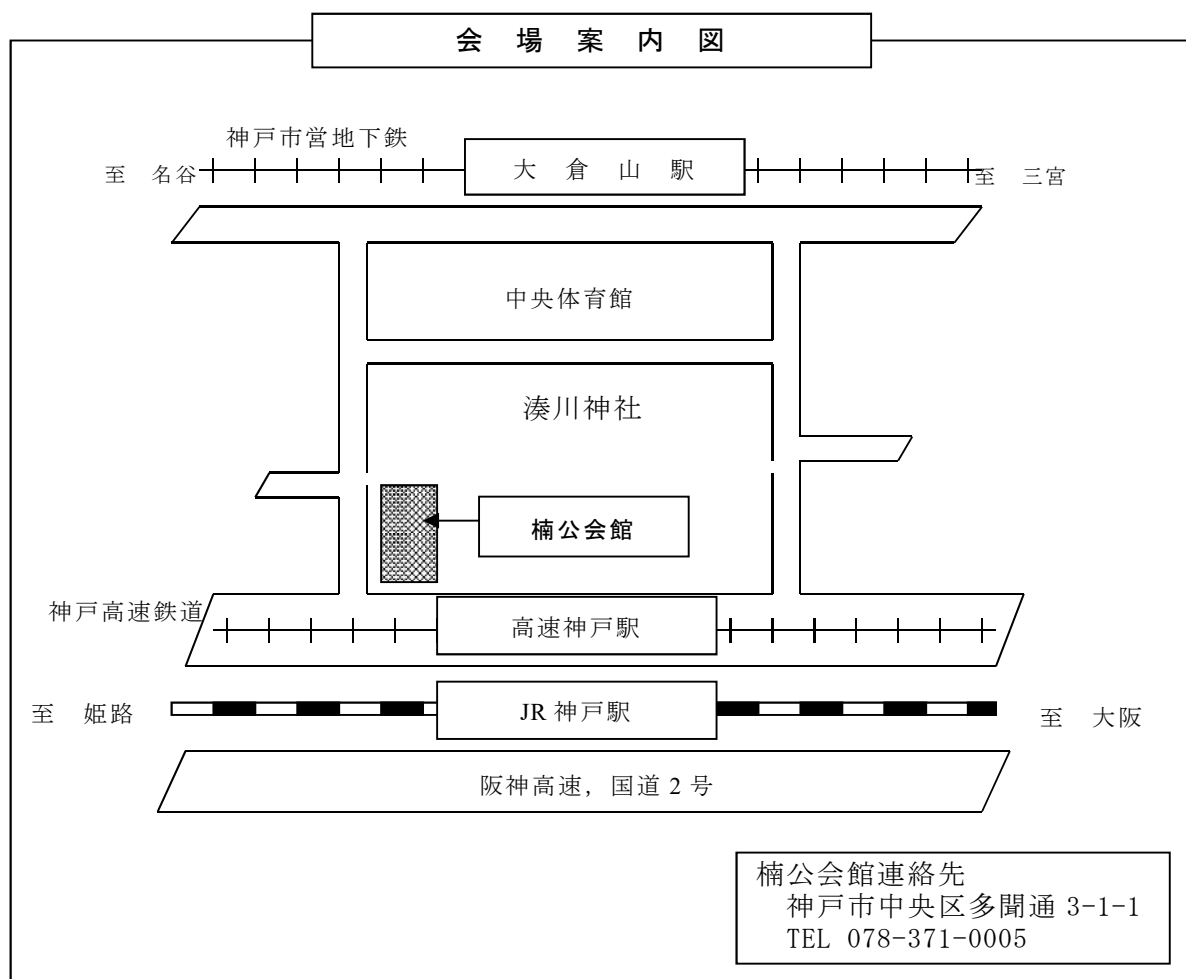 会 場 案 内 図
神戸市営地下鉄
至 名谷
大 倉 山 駅
至 三宮
中央体育館
湊川神社
楠公会館
神戸高速鉄道
高速神戸駅
至 姫路
JR 神戸駅
至 大阪
阪神高速，国道 2 号
楠公会館連絡先
神戸市中央区多聞通 3-1-1
TEL 078-371-0005